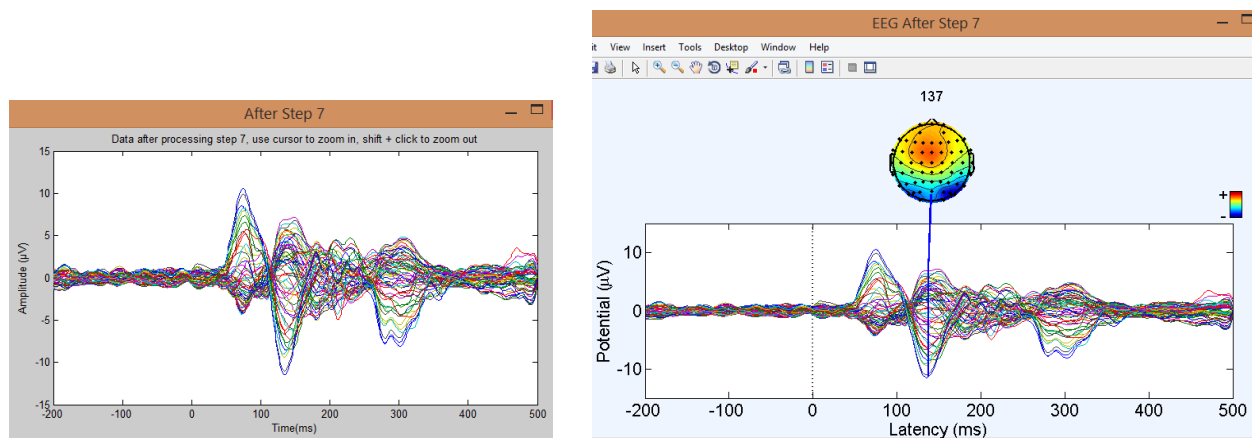 After Step 7
Data after processing step 7, use cursor to zoom in, shift + click to zoom out
Amplitude (µV)
15
10
5
0
-5
-10
-15
-200 -100 0 100 200 300 400 500
Time(ms)
EEG After Step 7
View Insert Tools Desktop Window Help
137
+
-
Potential (µV)
10
0
-10
-200 -100 0 100 200 300 400 500
Latency (ms)